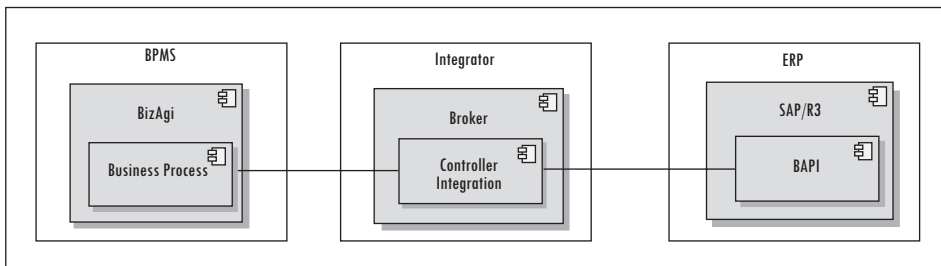 BPMS
BizAgi
Business Process
Integrator
Broker
Controller
Integration
ERP
SAP/R3
BAPI